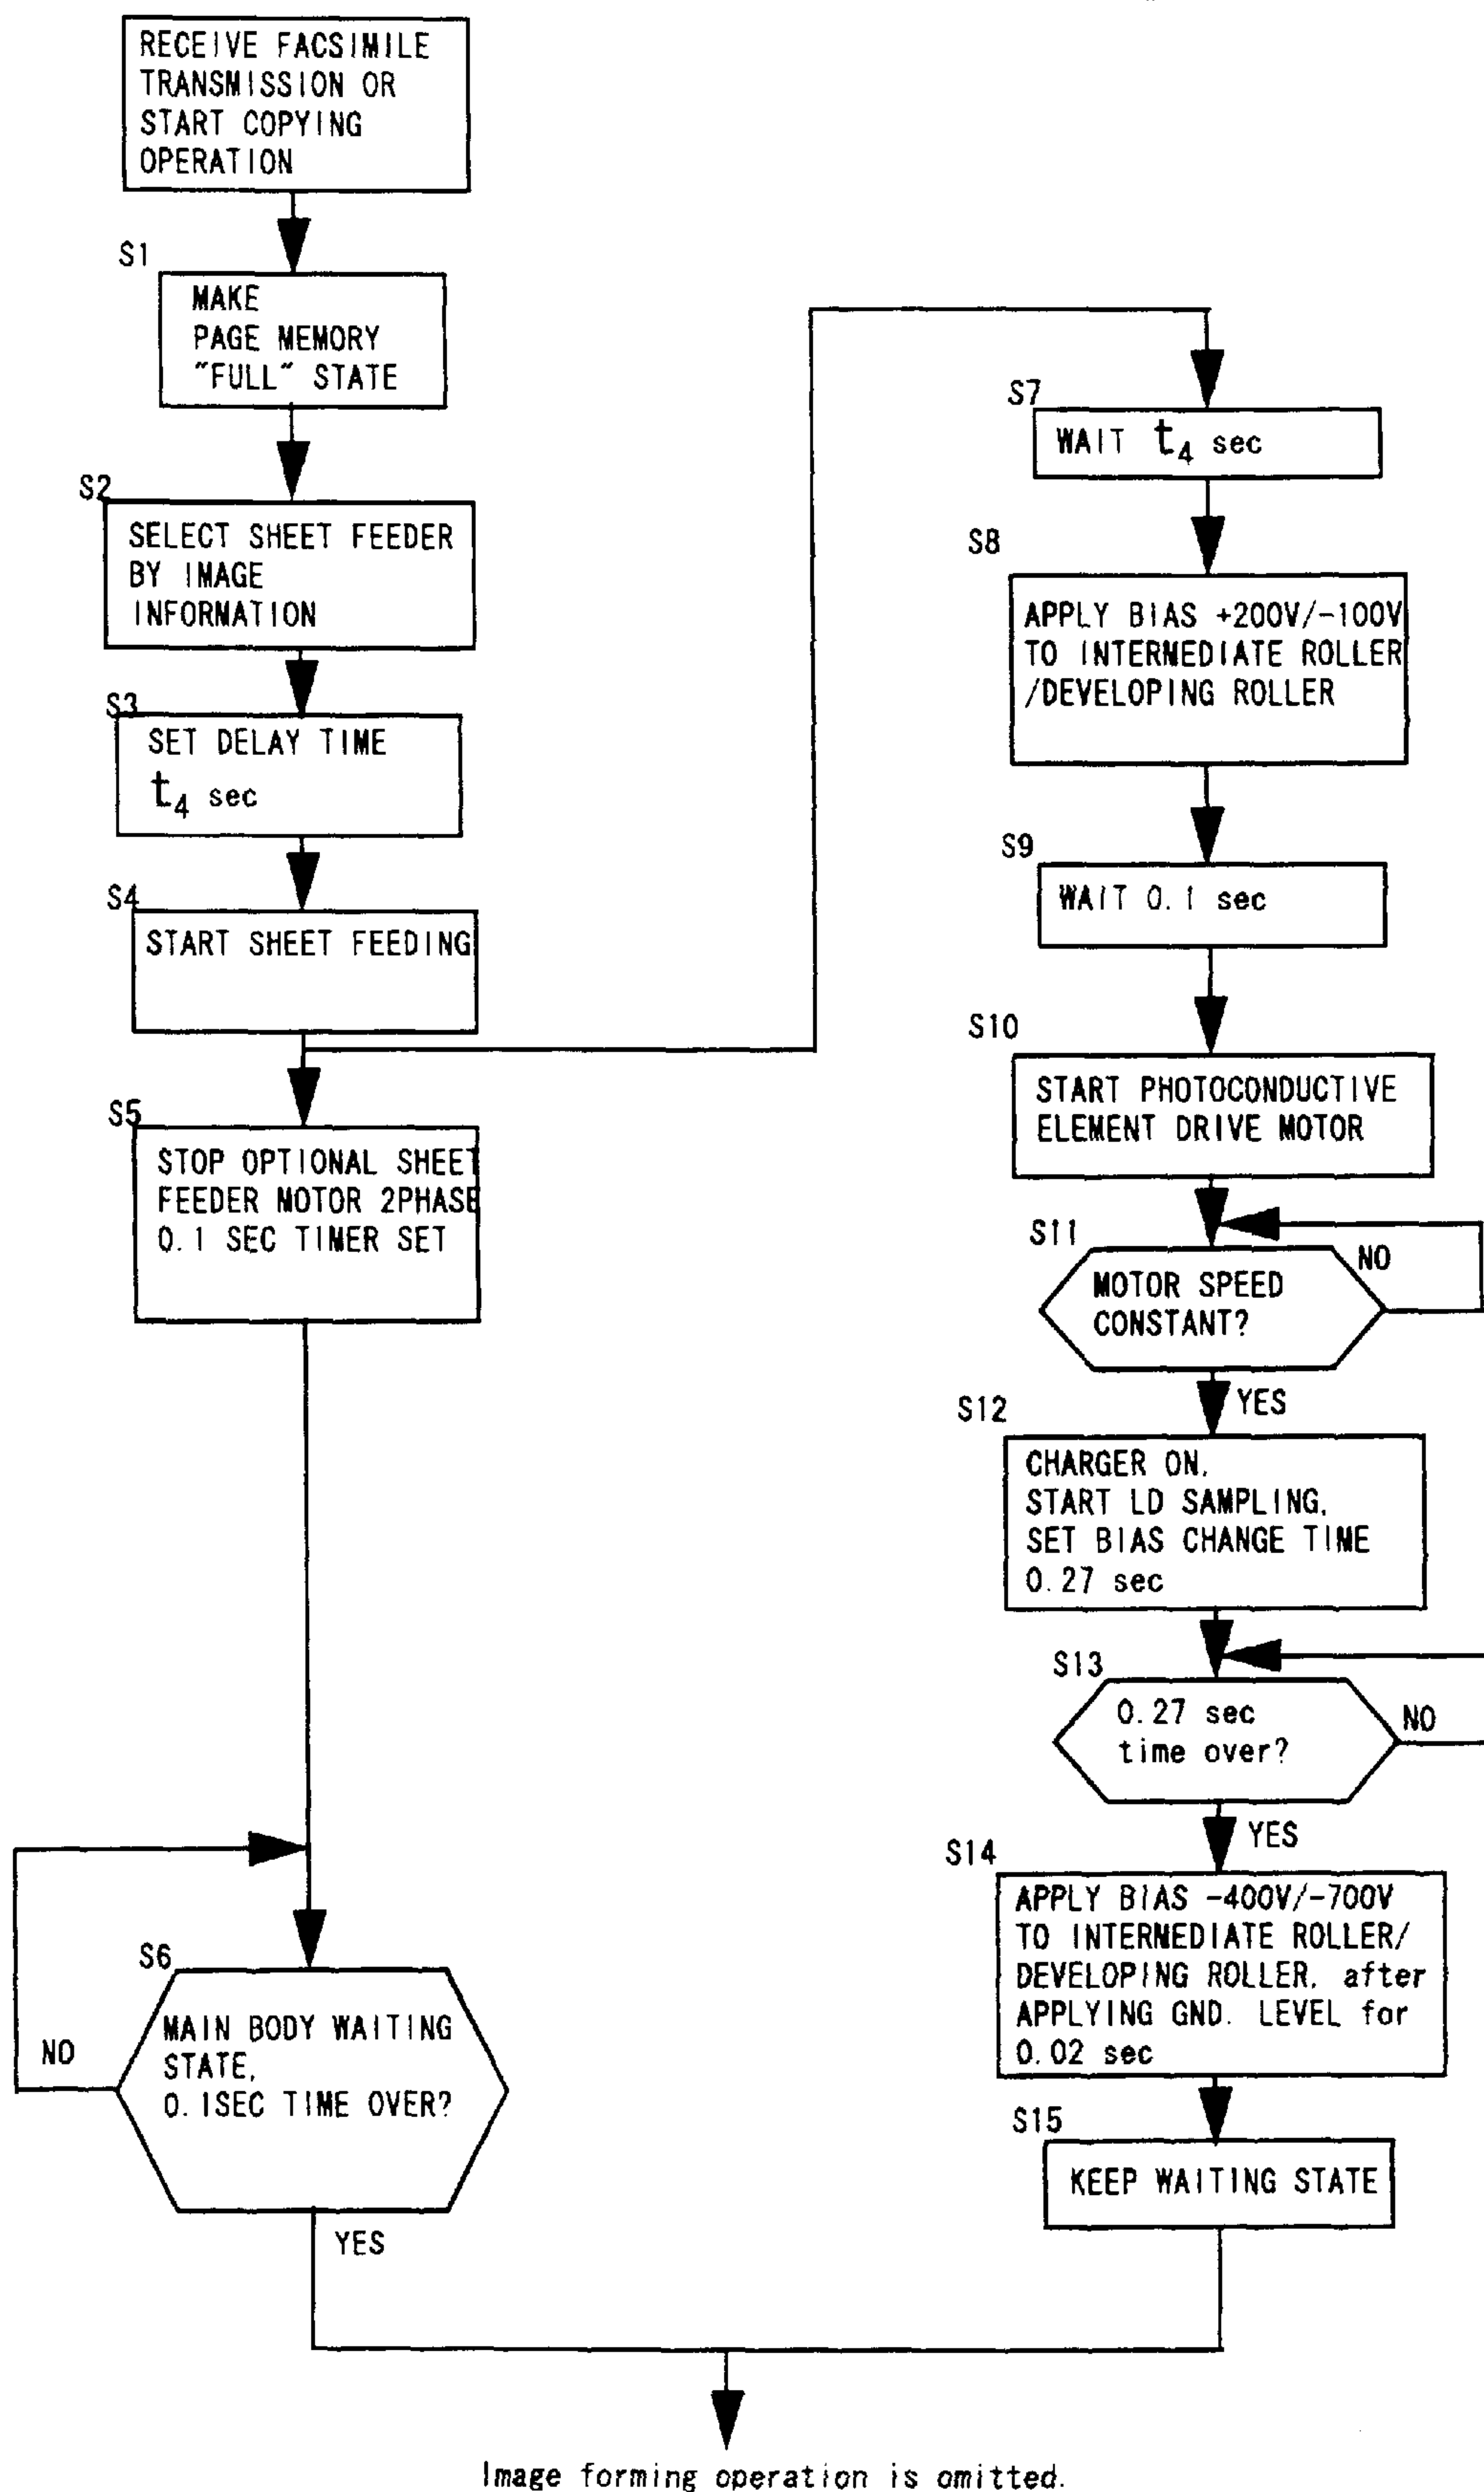 RECEIVE FACSIMILE
TRANSMISSION OR
START COPYING
OPERATION
S1
MAKE
PAGE MEMORY
"FULL" STATE
S2
SELECT SHEET FEEDER
BY IMAGE
INFORMATION
S3
SET DELAY TIME
t4 sec
S4
START SHEET FEEDING
S5
STOP OPTIONAL SHEET
FEEDER MOTOR 2PHASE
0.1 SEC TIMER SET
S6
MAIN BODY WAITING
STATE,
0.1SEC TIME OVER?
NO
YES
S7
WAIT t4 sec
S8
APPLY BIAS +200V/-100V
TO INTERMEDIATE ROLLER
/DEVELOPING ROLLER
S9
WAIT 0.1 sec
S10
START PHOTOCONDUCTIVE
ELEMENT DRIVE MOTOR
S11
MOTOR SPEED
CONSTANT?
NO
YES
S12
CHARGER ON,
START LD SAMPLING,
SET BIAS CHANGE TIME
0.27 sec
S13
0.27 sec
time over?
NO
YES
S14
APPLY BIAS -400V/-700V
TO INTERMEDIATE ROLLER/
DEVELOPING ROLLER, after
APPLYING GND. LEVEL for
0.02 sec
S15
KEEP WAITING STATE
Image forming operation is omitted.